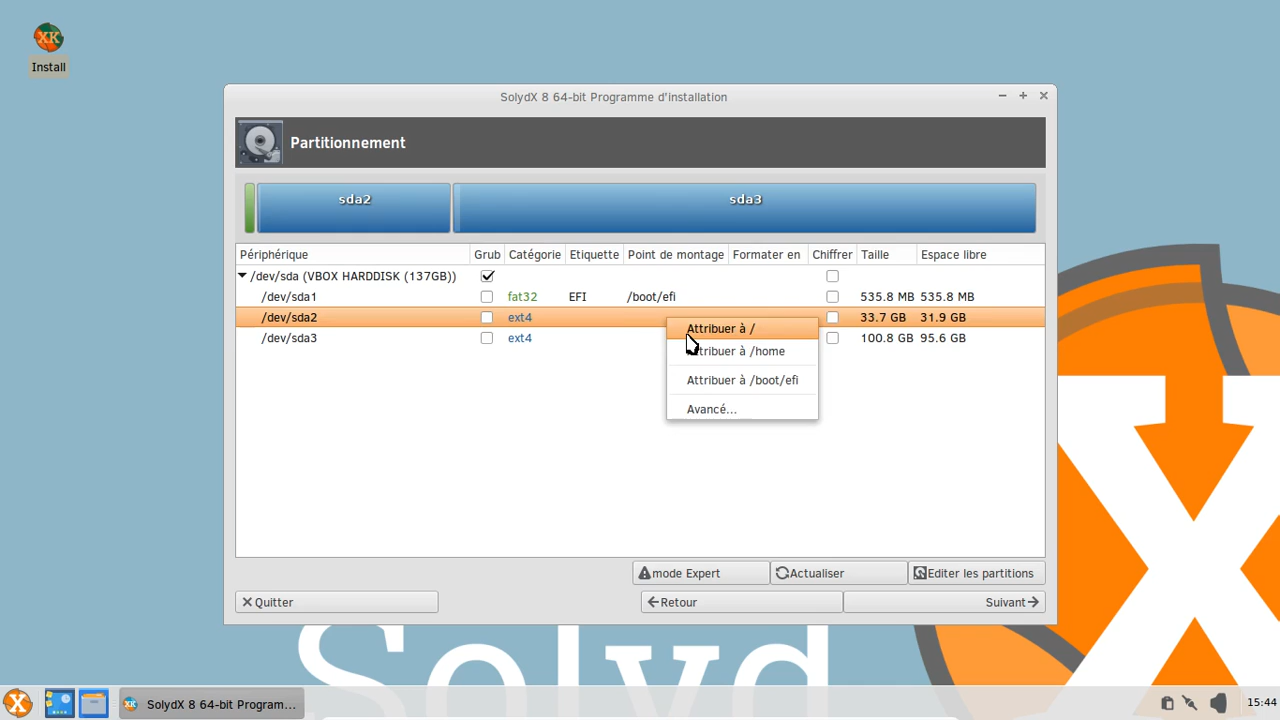 Install
SolydX 8 64-bit Programme d'installation
Partitionnement
sda2 sda3
Périphérique Grub Catégorie Etiquette Point de montage Formater en Chiffrer Taille Espace libre
/dev/sda (VBOX HARDDISK (137GB))
/dev/sda1 fat32 EFI /boot/efi 535.8 MB 535.8 MB
/dev/sda2 ext4 33.7 GB 31.9 GB
/dev/sda3 ext4 100.8 GB 95.6 GB
Attribuer à /
ttribuer à /home
Attribuer à /boot/efi
Avancé...
mode Expert Actualiser Editer les partitions
Quitter Retour Suivant
Solyd X
SolydX 8 64-bit Program... 15:44